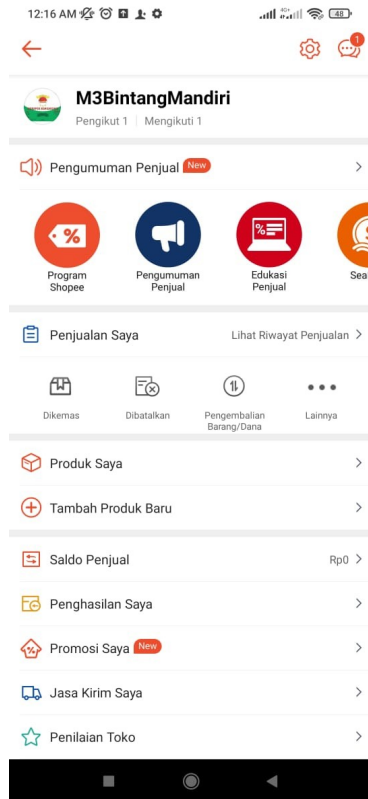 12:16 AM
4G+
48
1
M3BintangMandiri
Pengikut 1 | Mengikuti 1
Pengumuman Penjual New
%
Program Shopee
Pengumuman Penjual
%
Edukasi Penjual
Sea
Penjualan Saya
Lihat Riwayat Penjualan
Dikemas
Dibatalkan
Pengembalian Barang/Dana
Lainnya
Produk Saya
Tambah Produk Baru
Saldo Penjual
Rp0
Penghasilan Saya
Promosi Saya New
Jasa Kirim Saya
Penilaian Toko